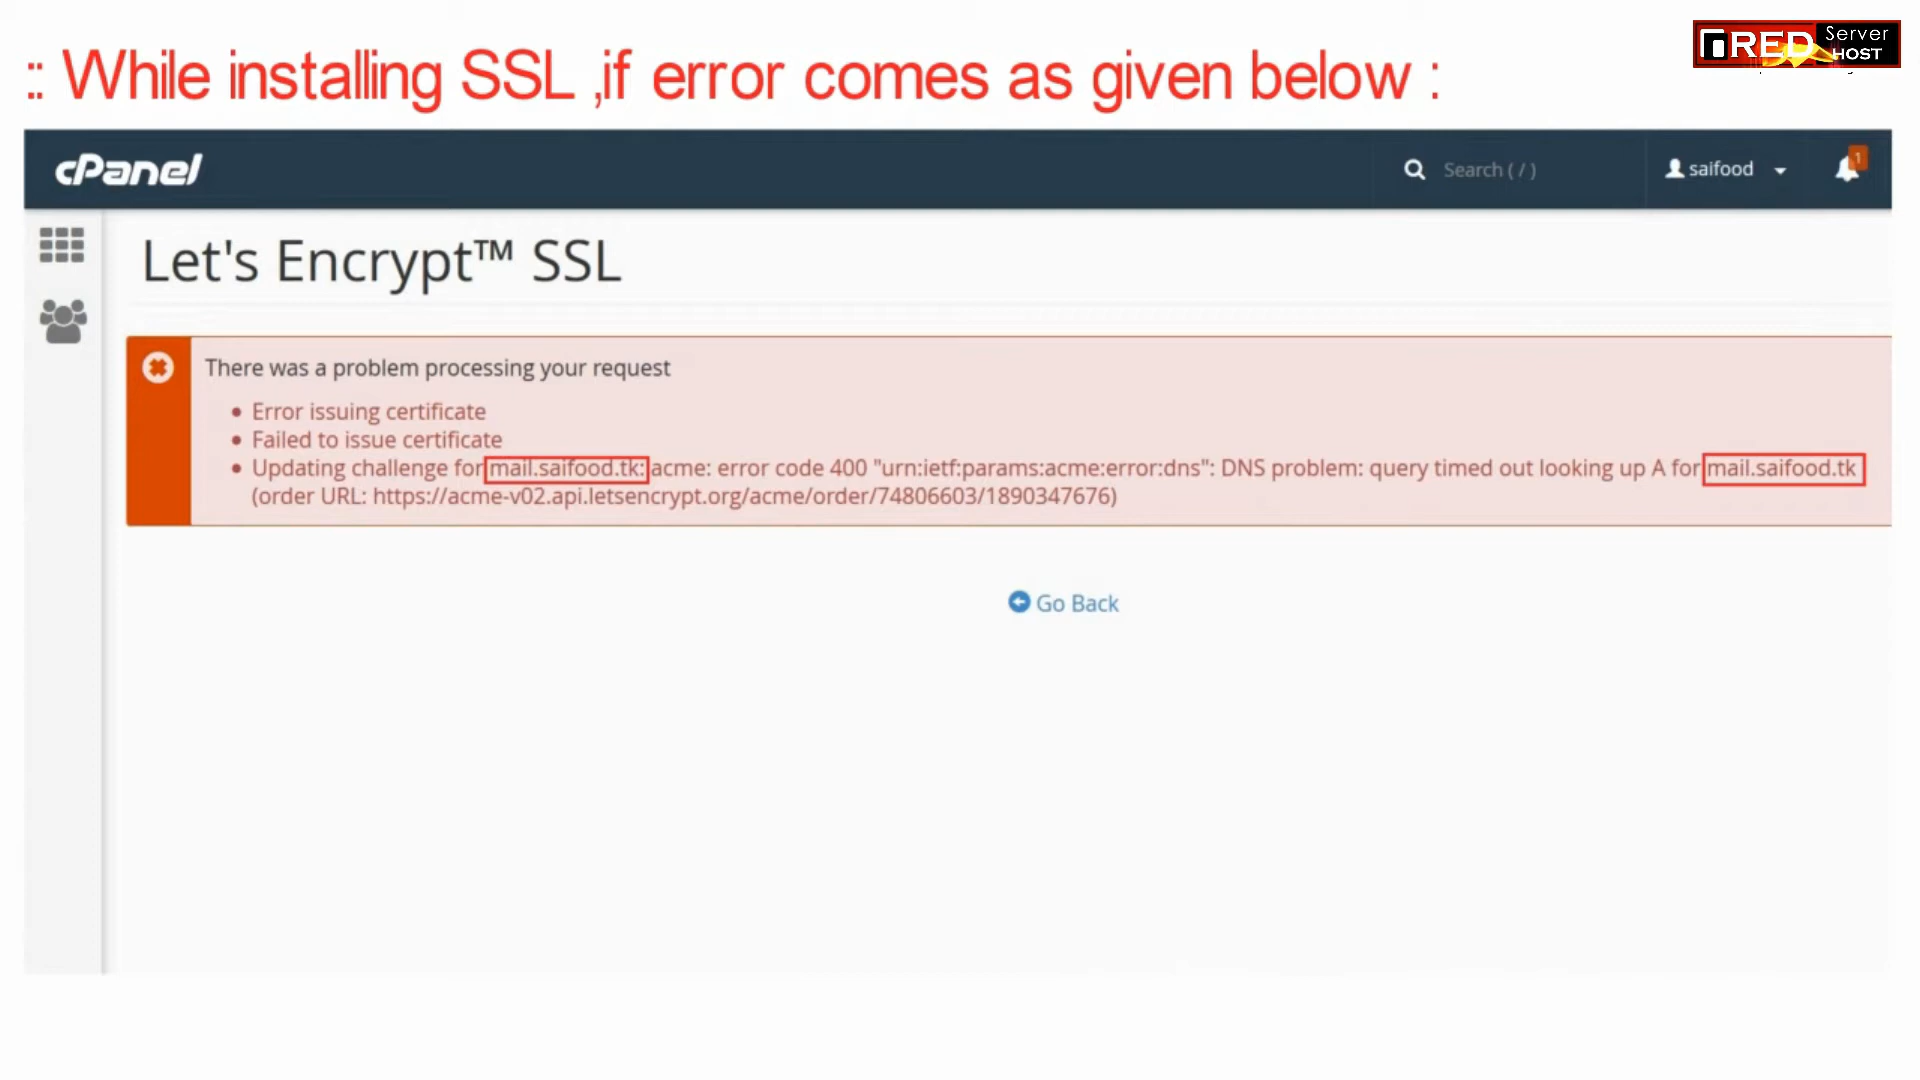 :: While installing SSL ,if error comes as given below :
RED Server HOST
cPanel
Search ( / )
saifood
1
Let's Encrypt™ SSL
There was a problem processing your request
• Error issuing certificate
• Failed to issue certificate
• Updating challenge for mail.saifood.tk: acme: error code 400 "urn:ietf:params:acme:error:dns": DNS problem: query timed out looking up A for mail.saifood.tk
(order URL: https://acme-v02.api.letsencrypt.org/acme/order/74806603/1890347676)
Go Back